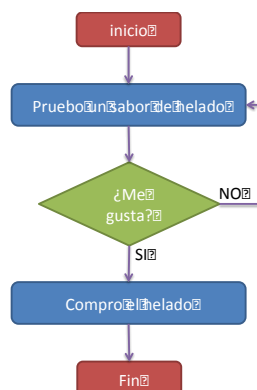 inicio
Pruebo un sabor de helado
¿Me
gusta?
NO
SI
Compro el helado
Fin